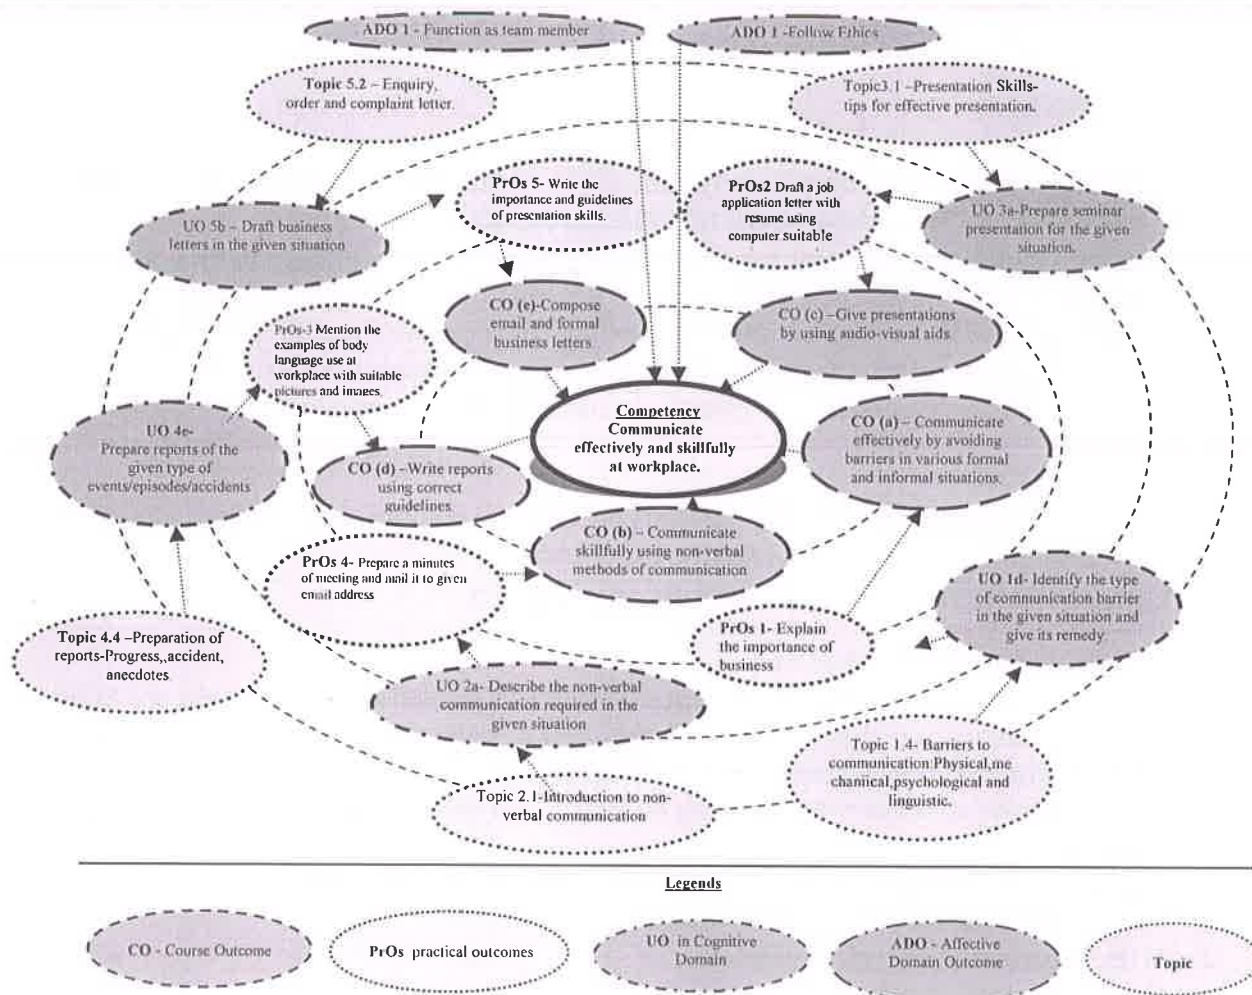 ADO 1 - Function as team member
ADO 1 -Follow Ethics
Topic 5.2 – Enquiry,
order and complaint letter.
Topic3.1 –Presentation Skills-
tips for effective presentation.
PrOs 5- Write the
importance and guidelines
of presentation skills.
PrOs2 Draft a job
application letter with
resume using
computer suitable
UO 5b – Draft business
letters in the given situation
UO 3a-Prepare seminar
presentation for the given
situation.
CO (e)-Compose
email and formal
business letters
CO (c) – Give presentations
by using audio-visual aids
PrOs-3 Mention the
examples of body
language use at
workplace with suitable
pictures and images
Competency
Communicate
effectively and skillfully
at workplace.
CO (a) – Communicate
effectively by avoiding
barriers in various formal
and informal situations.
UO 4e-
Prepare reports of the
given type of
events/episodes/accidents
CO (d) – Write reports
using correct
guidelines
CO (b) – Communicate
skillfully using non-verbal
methods of communication
PrOs 4- Prepare a minutes
of meeting and mail it to given
email address
UO 1d- Identify the type
of communication barrier
in the given situation and
give its remedy
Topic 4.4 –Preparation of
reports-Progress,,accident,
anecdotes
PrOs 1- Explain
the importance of
business
UO 2a- Describe the non-verbal
communication required in the
given situation
Topic 1.4- Barriers to
communication:Physical,me
chaniical,psychological and
linguistic.
Topic 2.1-Introduction to non-
verbal communication
Legends
CO - Course Outcome
PrOs practical outcomes
UO in Cognitive
Domain
ADO - Affective
Domain Outcome
Topic